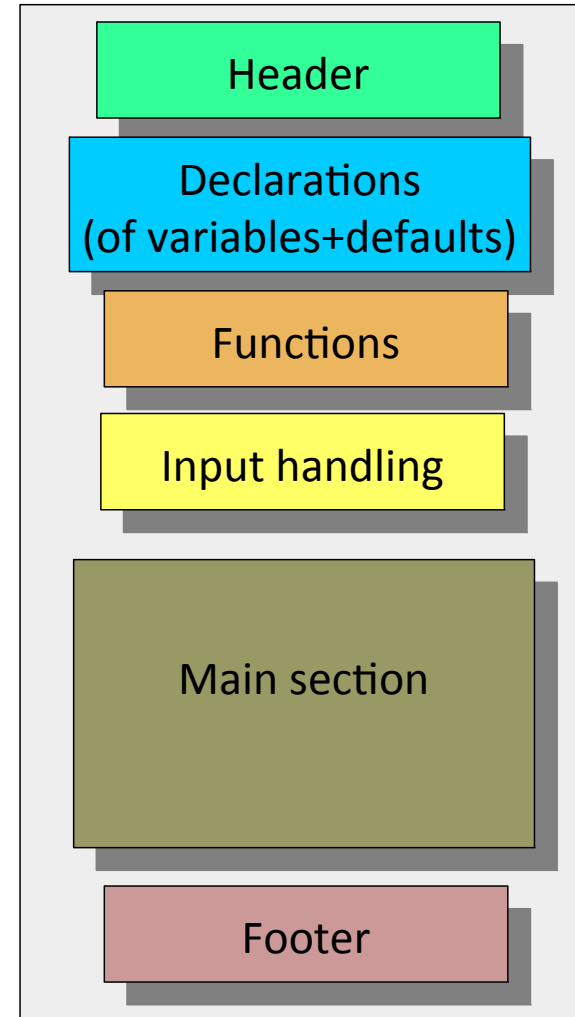 Header
Declarations
(of variables+defaults)
Functions
Input handling
Main section
Footer